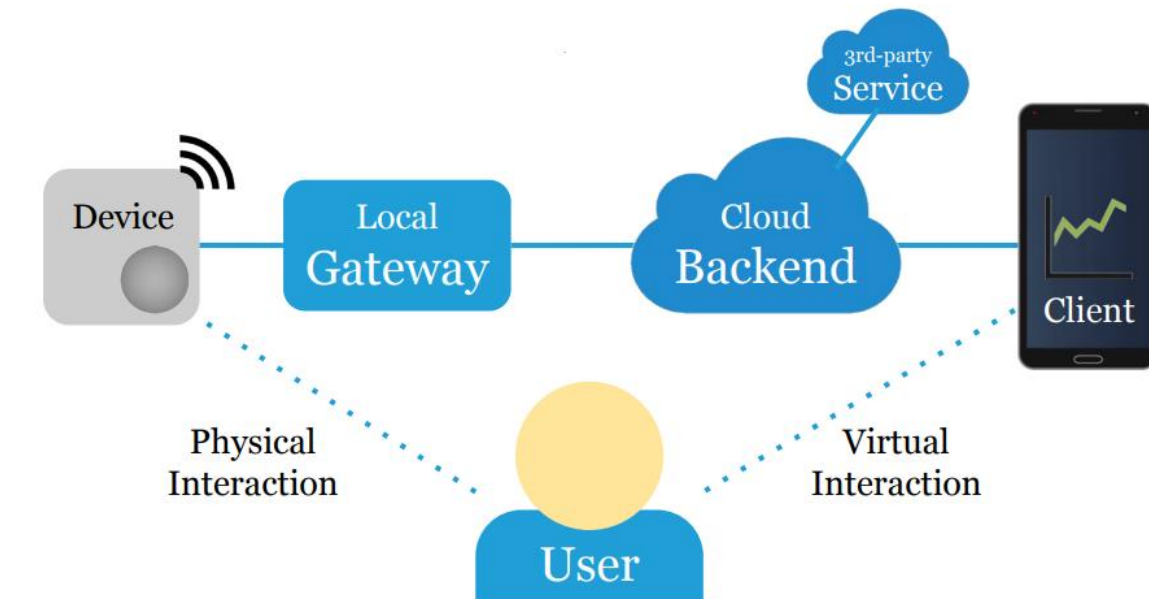 3rd-party
Service
Device
Local
Gateway
Cloud
Backend
Client
Physical
Interaction
Virtual
Interaction
User